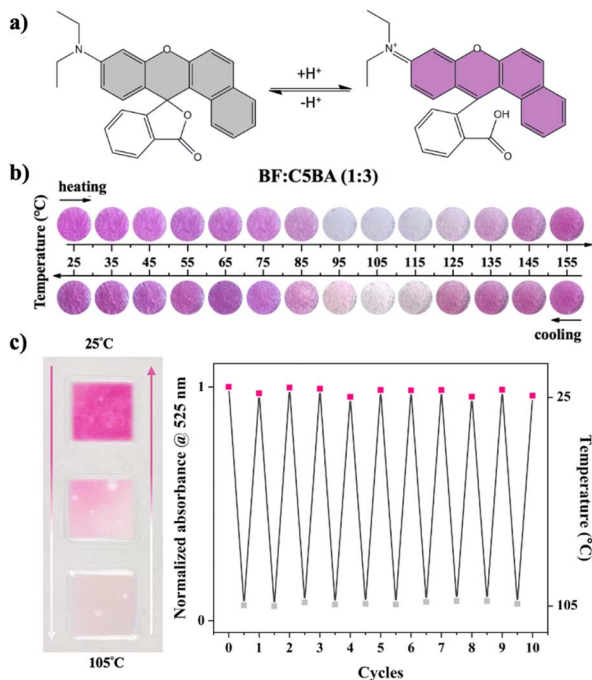 a)
N
O
+H⁺
-H⁺
O
O
N⁺
O
OH
O
b)
BF:C5BA (1:3)
heating
Temperature (°C)
25 35 45 55 65 75 85 95 105 115 125 135 145 155
cooling
c)
25°C
105°C
Normalized absorbance @ 525 nm
1
0
0 1 2 3 4 5 6 7 8 9 10
Cycles
25
105
Temperature (°C)